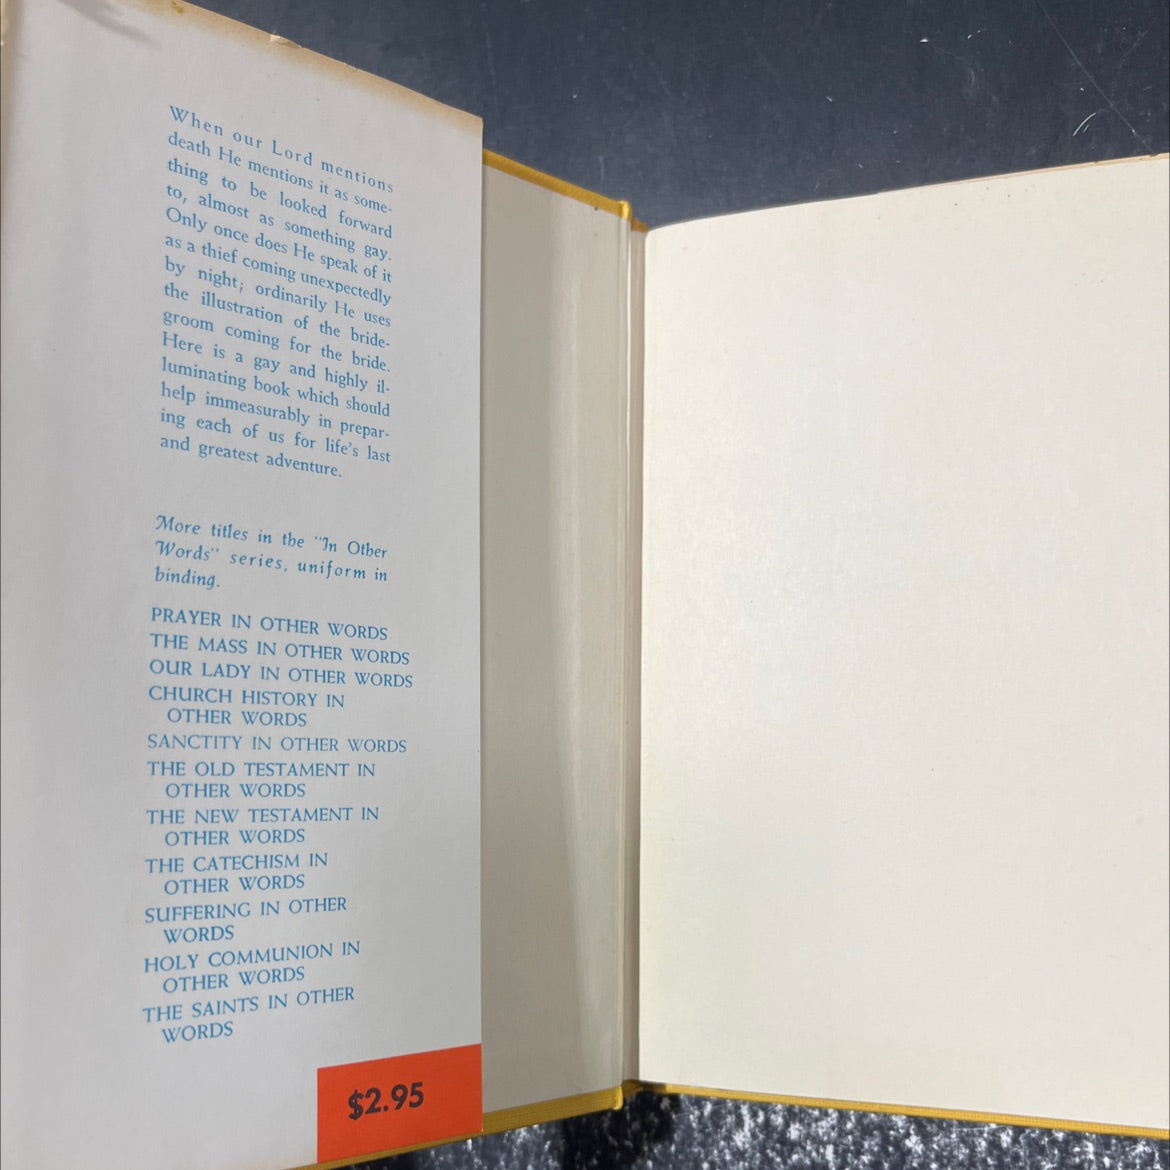 When our Lord mentions
death He mentions it as some-
thing to be looked forward
to, almost as something gay.
Only once does He speak of it
as a thief coming unexpectedly
by night; ordinarily He uses
the illustration of the bride-
groom coming for the bride.
Here is a gay and highly il-
luminating book which should
help immeasurably in prepar-
ing each of us for life's last
and greatest adventure.
More titles in the "In Other
Words" series, uniform in
binding.
PRAYER IN OTHER WORDS
THE MASS IN OTHER WORDS
OUR LADY IN OTHER WORDS
CHURCH HISTORY IN
OTHER WORDS
SANCTITY IN OTHER WORDS
THE OLD TESTAMENT IN
OTHER WORDS
THE NEW TESTAMENT IN
OTHER WORDS
THE CATECHISM IN
OTHER WORDS
SUFFERING IN OTHER
WORDS
HOLY COMMUNION IN
OTHER WORDS
THE SAINTS IN OTHER
WORDS
$2.95